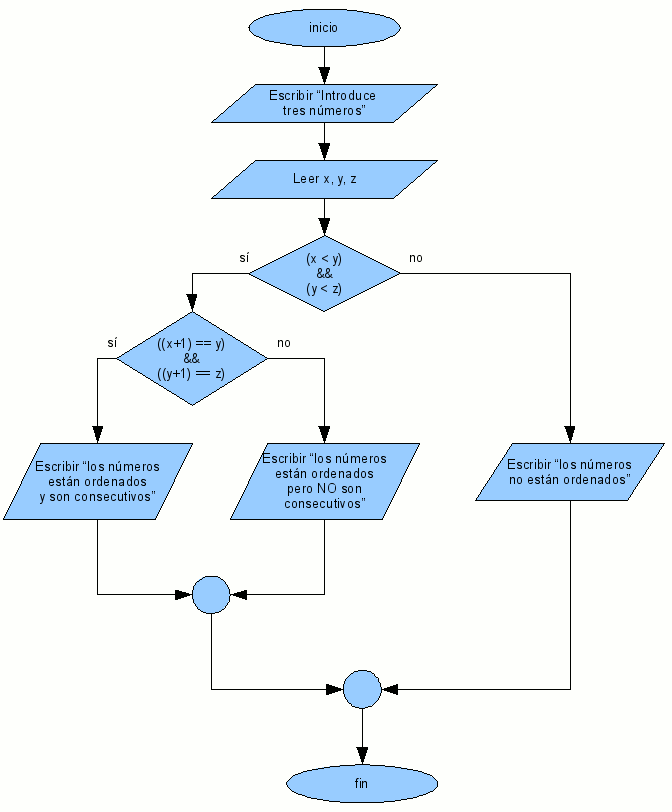 inicio
Escribir “Introduce
tres números”
Leer x, y, z
sí
(x < y)
&&
(y < z)
no
sí
((x+1) == y)
&&
((y+1) == z)
no
Escribir “los números
están ordenados
y son consecutivos”
Escribir “los números
están ordenados
pero NO son
consecutivos”
Escribir “los números
no están ordenados”
fin